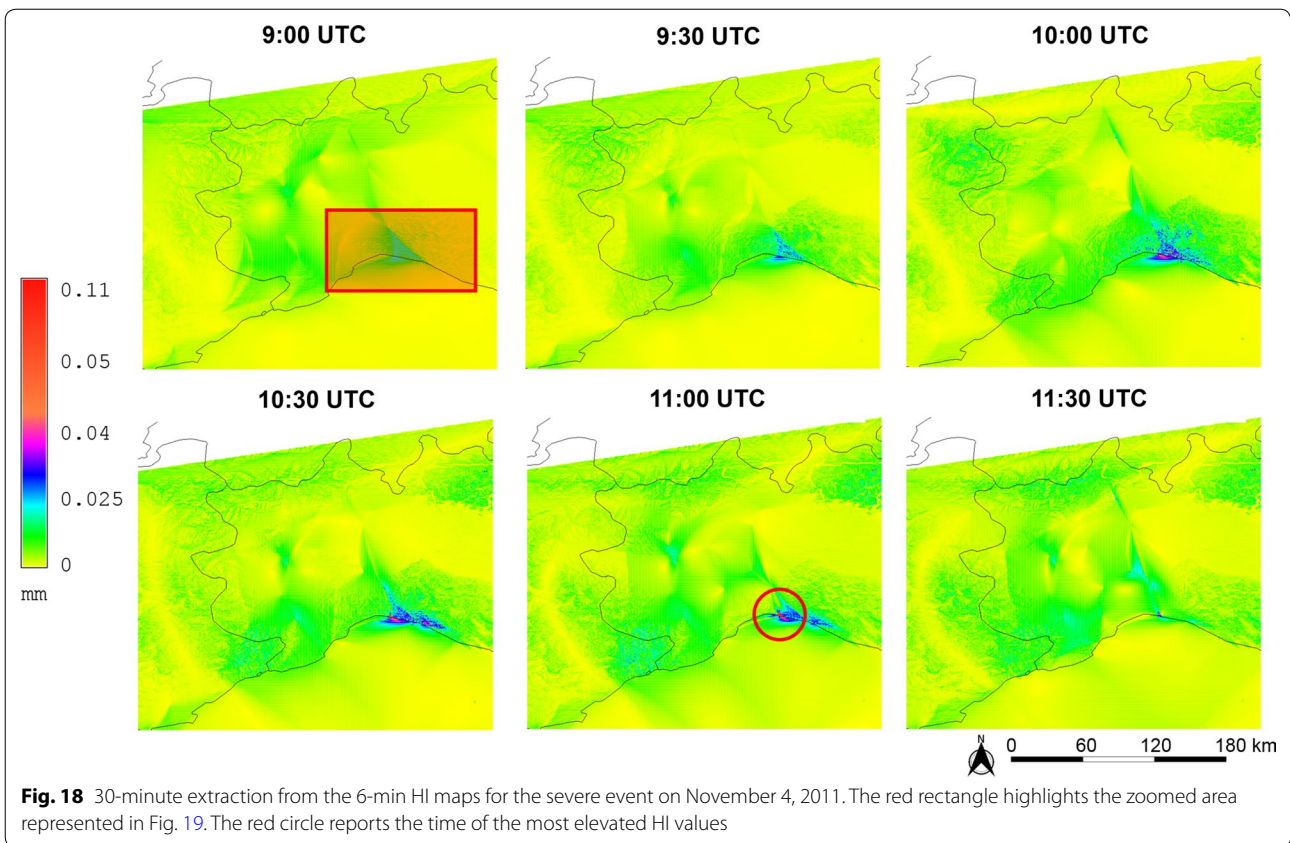 9:00 UTC
9:30 UTC
10:00 UTC
0.11
0.05
0.04
0.025
0
mm
10:30 UTC
11:00 UTC
11:30 UTC
N
0 60 120 180 km
Fig. 18 30-minute extraction from the 6-min HI maps for the severe event on November 4, 2011. The red rectangle highlights the zoomed area
represented in Fig. 19. The red circle reports the time of the most elevated HI values